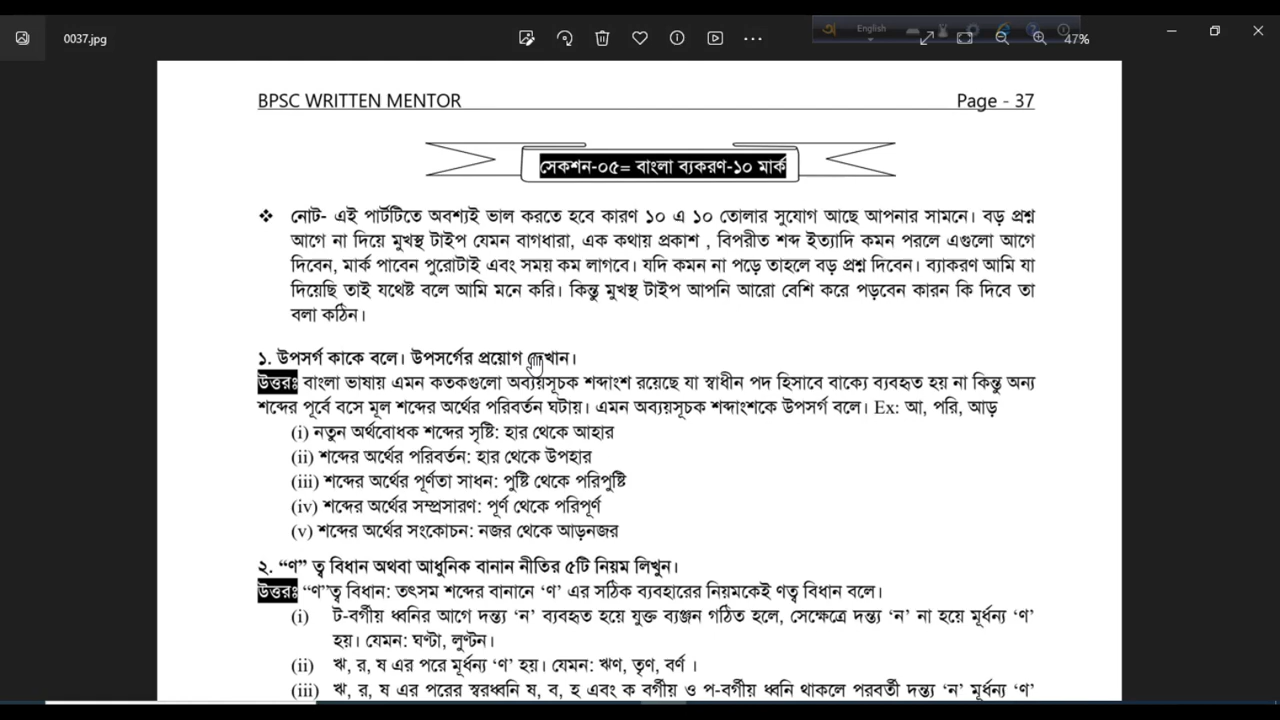 0037.jpg
English
47%
BPSC WRITTEN MENTOR Page - 37
সেকশন-০৫= বাংলা ব্যকরণ-১০ মার্ক
❖ নোট- এই পার্টটিতে অবশ্যই ভাল করতে হবে কারণ ১০ এ ১০ তোলার সুযোগ আছে আপনার সামনে। বড় প্রশ্ন
আগে না দিয়ে মুখস্থ টাইপ যেমন বাগধারা, এক কথায় প্রকাশ , বিপরীত শব্দ ইত্যাদি কমন পরলে এগুলো আগে
দিবেন, মার্ক পাবেন পুরোটাই এবং সময় কম লাগবে। যদি কমন না পড়ে তাহলে বড় প্রশ্ন দিবেন। ব্যাকরণ আমি যা
দিয়েছি তাই যথেষ্ট বলে আমি মনে করি। কিন্তু মুখস্থ টাইপ আপনি আরো বেশি করে পড়বেন কারন কি দিবে তা
বলা কঠিন।
১. উপসর্গ কাকে বলে। উপসর্গের প্রয়োগ দেখান।
উত্তরঃ বাংলা ভাষায় এমন কতকগুলো অব্যয়সূচক শব্দাংশ রয়েছে যা স্বাধীন পদ হিসাবে বাক্যে ব্যবহৃত হয় না কিন্তু অন্য
শব্দের পূর্বে বসে মূল শব্দের অর্থের পরিবর্তন ঘটায়। এমন অব্যয়সূচক শব্দাংশকে উপসর্গ বলে। Ex: আ, পরি, আড়
(i) নতুন অর্থবোধক শব্দের সৃষ্টি: হার থেকে আহার
(ii) শব্দের অর্থের পরিবর্তন: হার থেকে উপহার
(iii) শব্দের অর্থের পূর্ণতা সাধন: পুষ্টি থেকে পরিপুষ্টি
(iv) শব্দের অর্থের সম্প্রসারণ: পূর্ণ থেকে পরিপূর্ণ
(v) শব্দের অর্থের সংকোচন: নজর থেকে আড়নজর
২. “ণ” ত্ব বিধান অথবা আধুনিক বানান নীতির ৫টি নিয়ম লিখুন।
উত্তরঃ “ণ”ত্ব বিধান: তৎসম শব্দের বানানে ‘ণ’ এর সঠিক ব্যবহারের নিয়মকেই ণত্ব বিধান বলে।
(i) ট-বর্গীয় ধ্বনির আগে দন্ত্য ‘ন’ ব্যবহৃত হয়ে যুক্ত ব্যঞ্জন গঠিত হলে, সেক্ষেত্রে দন্ত্য ‘ন’ না হয়ে মূর্ধন্য ‘ণ’
হয়। যেমন: ঘণ্টা, লুণ্টন।
(ii) ঋ, র, ষ এর পরে মূর্ধন্য ‘ণ’ হয়। যেমন: ঋণ, তৃণ, বর্ণ ।
(iii) ঋ, র, ষ এর পরের স্বরধ্বনি ষ, ব, হ এবং ক বর্গীয় ও প-বর্গীয় ধ্বনি থাকলে পরবর্তী দন্ত্য ‘ন’ মূর্ধন্য ‘ণ’